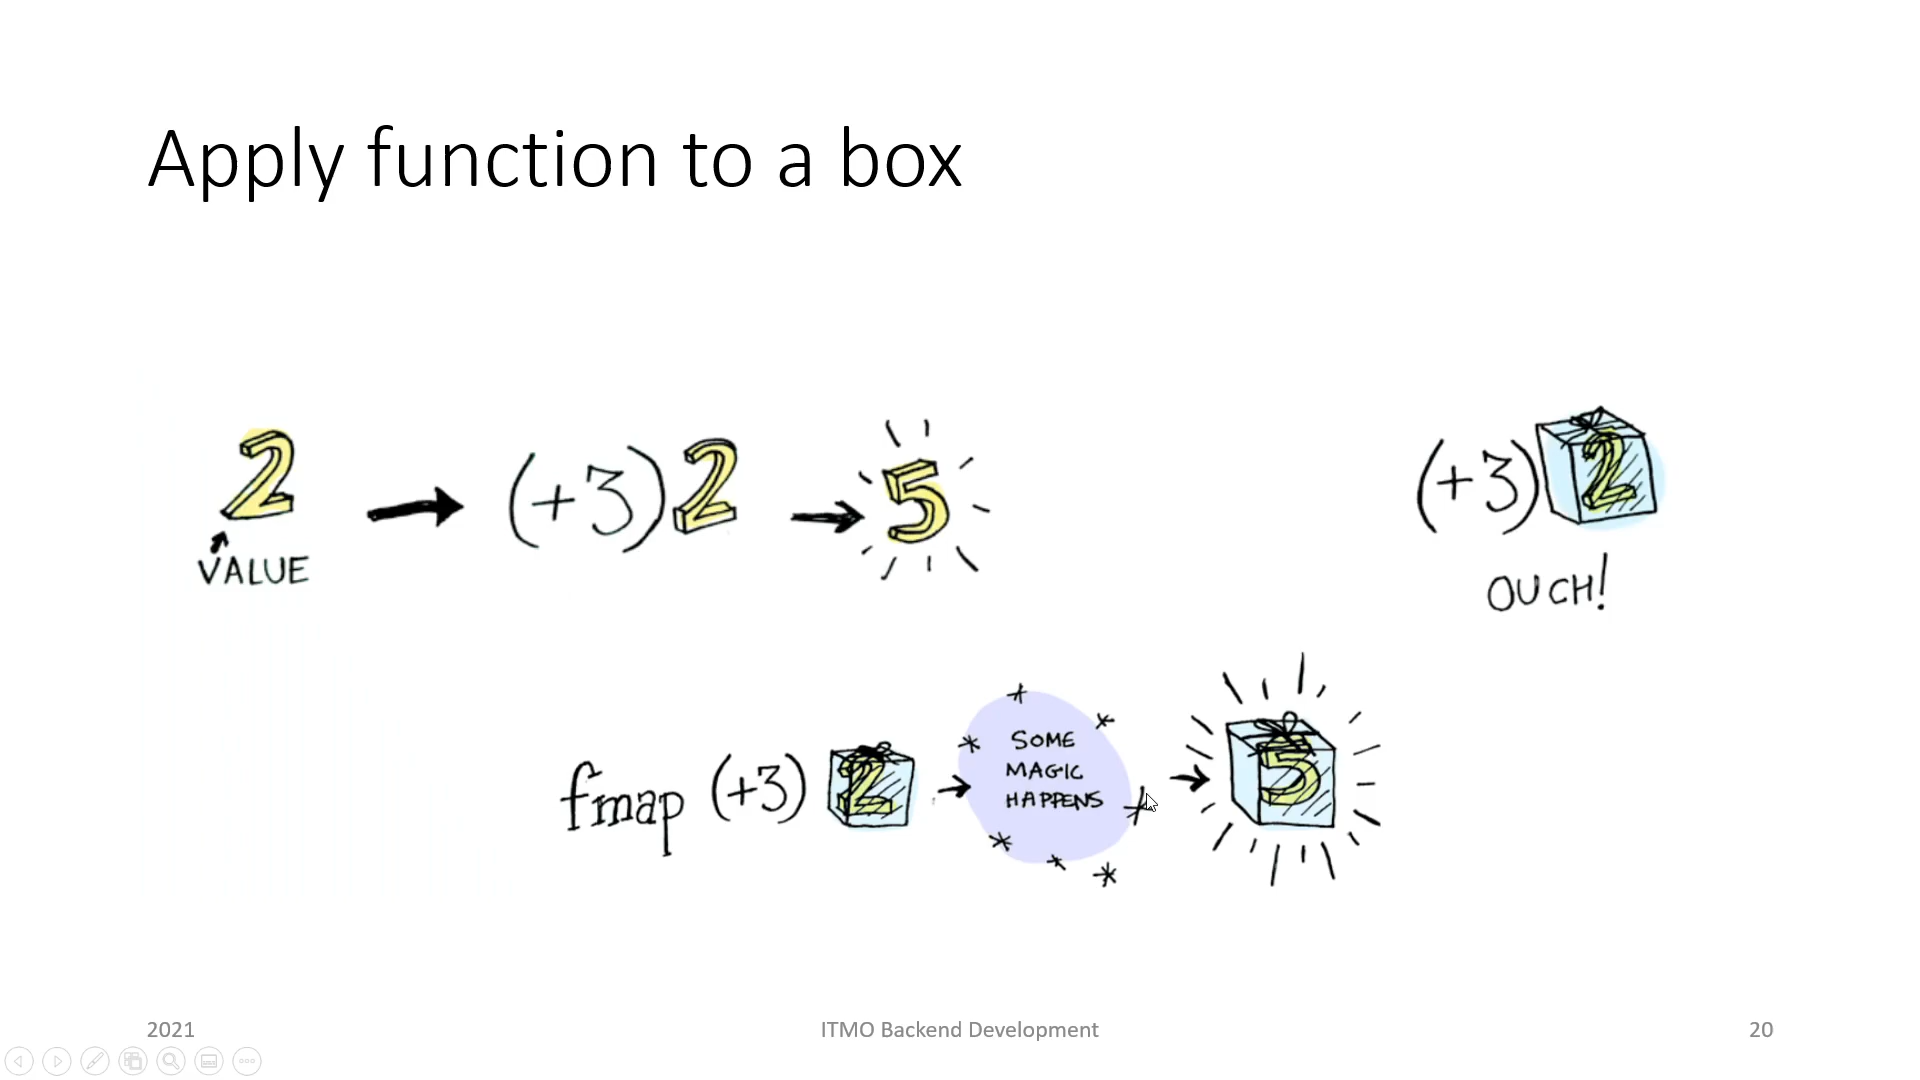 Apply function to a box
2 (+3) 2 5
VALUE
(+3) 2
OUCH!
fmap (+3) 2 SOME MAGIC HAPPENS 5
2021 ITMO Backend Development 20